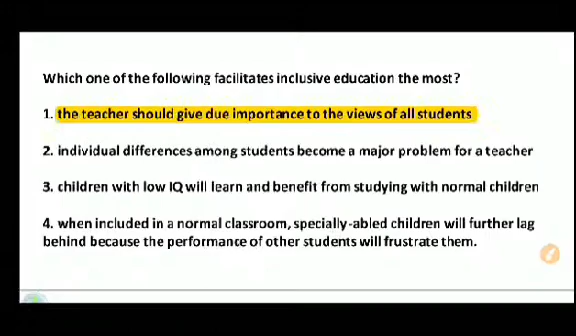 Which one of the following facilitates inclusive education the most?
1. the teacher should give due importance to the views of all students
2. individual differences among students become a major problem for a teacher
3. children with low IQ will learn and benefit from studying with normal children
4. when included in a normal classroom, specially-abled children will further lag
behind because the performance of other students will frustrate them.